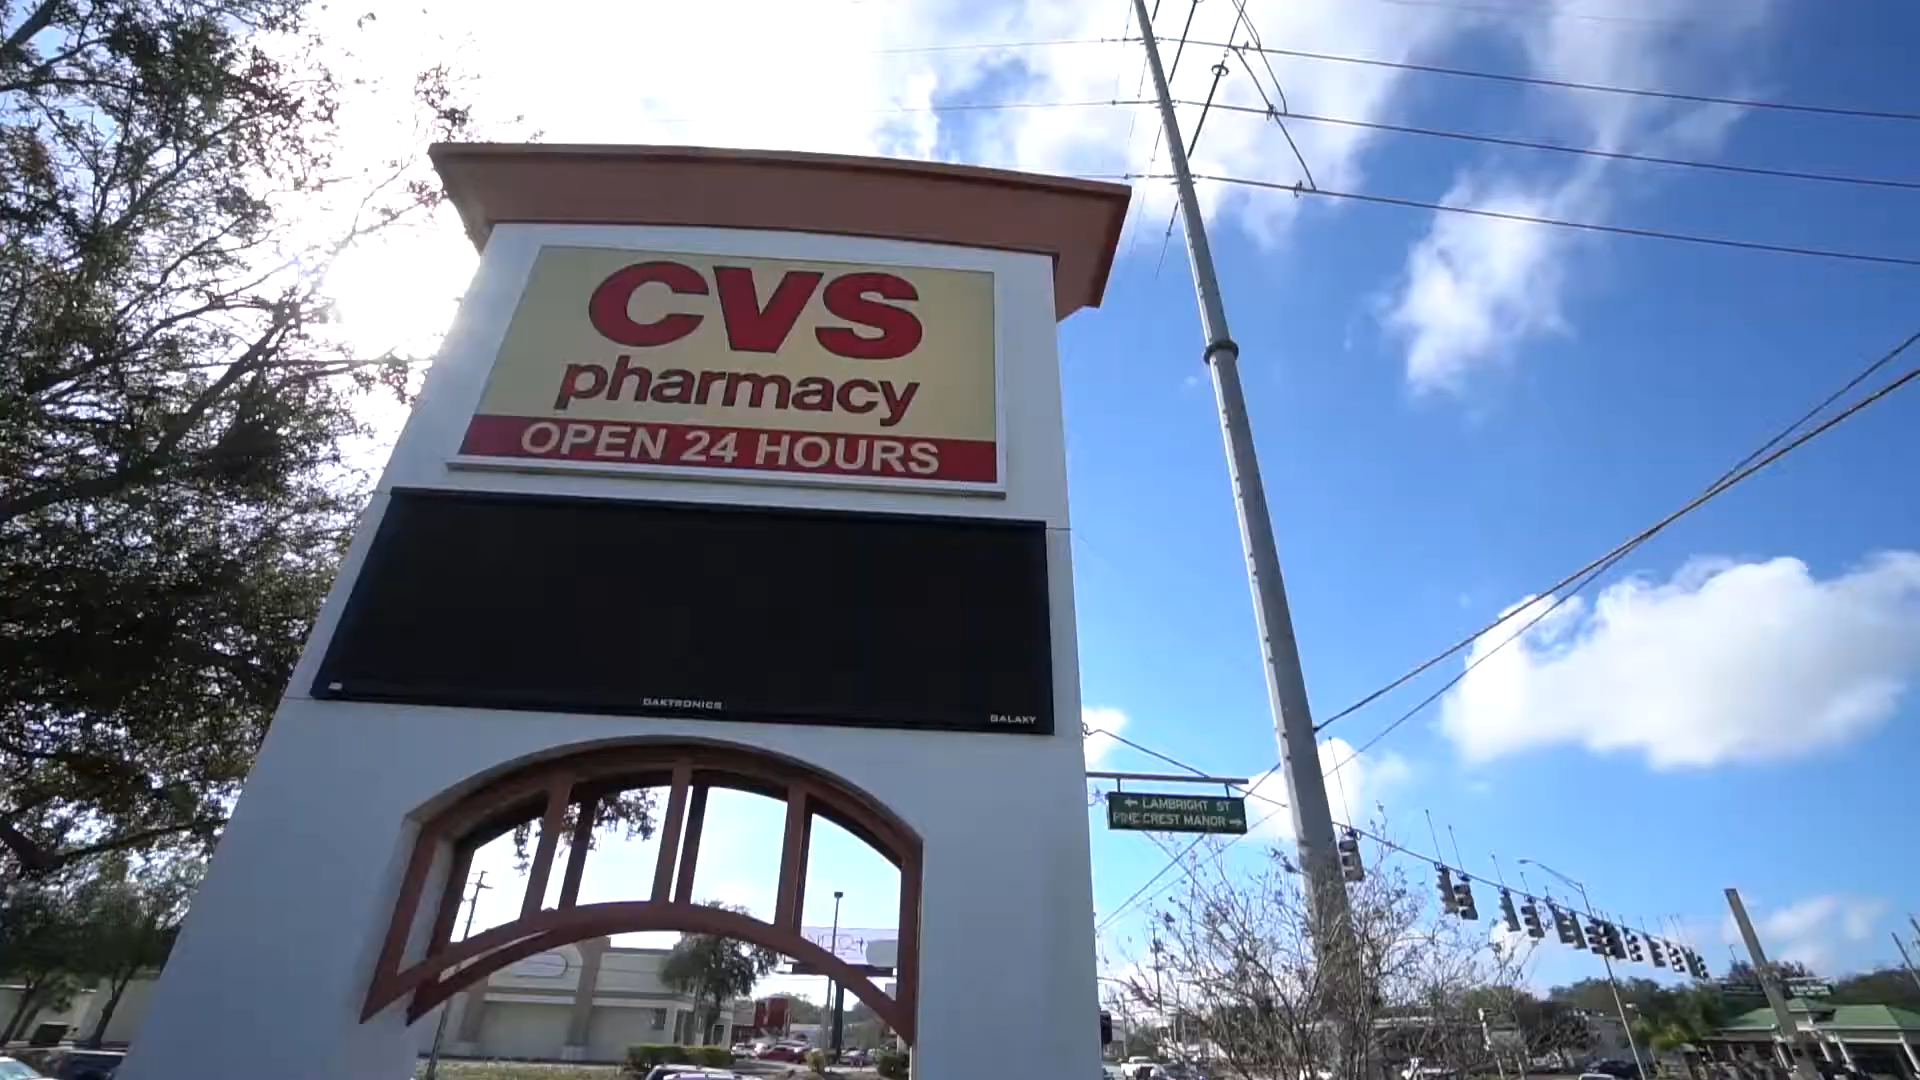 CVS
pharmacy
OPEN 24 HOURS
DAKTRONICS
GALAXY
← LAMBRIGHT ST
PINE CREST MANOR →